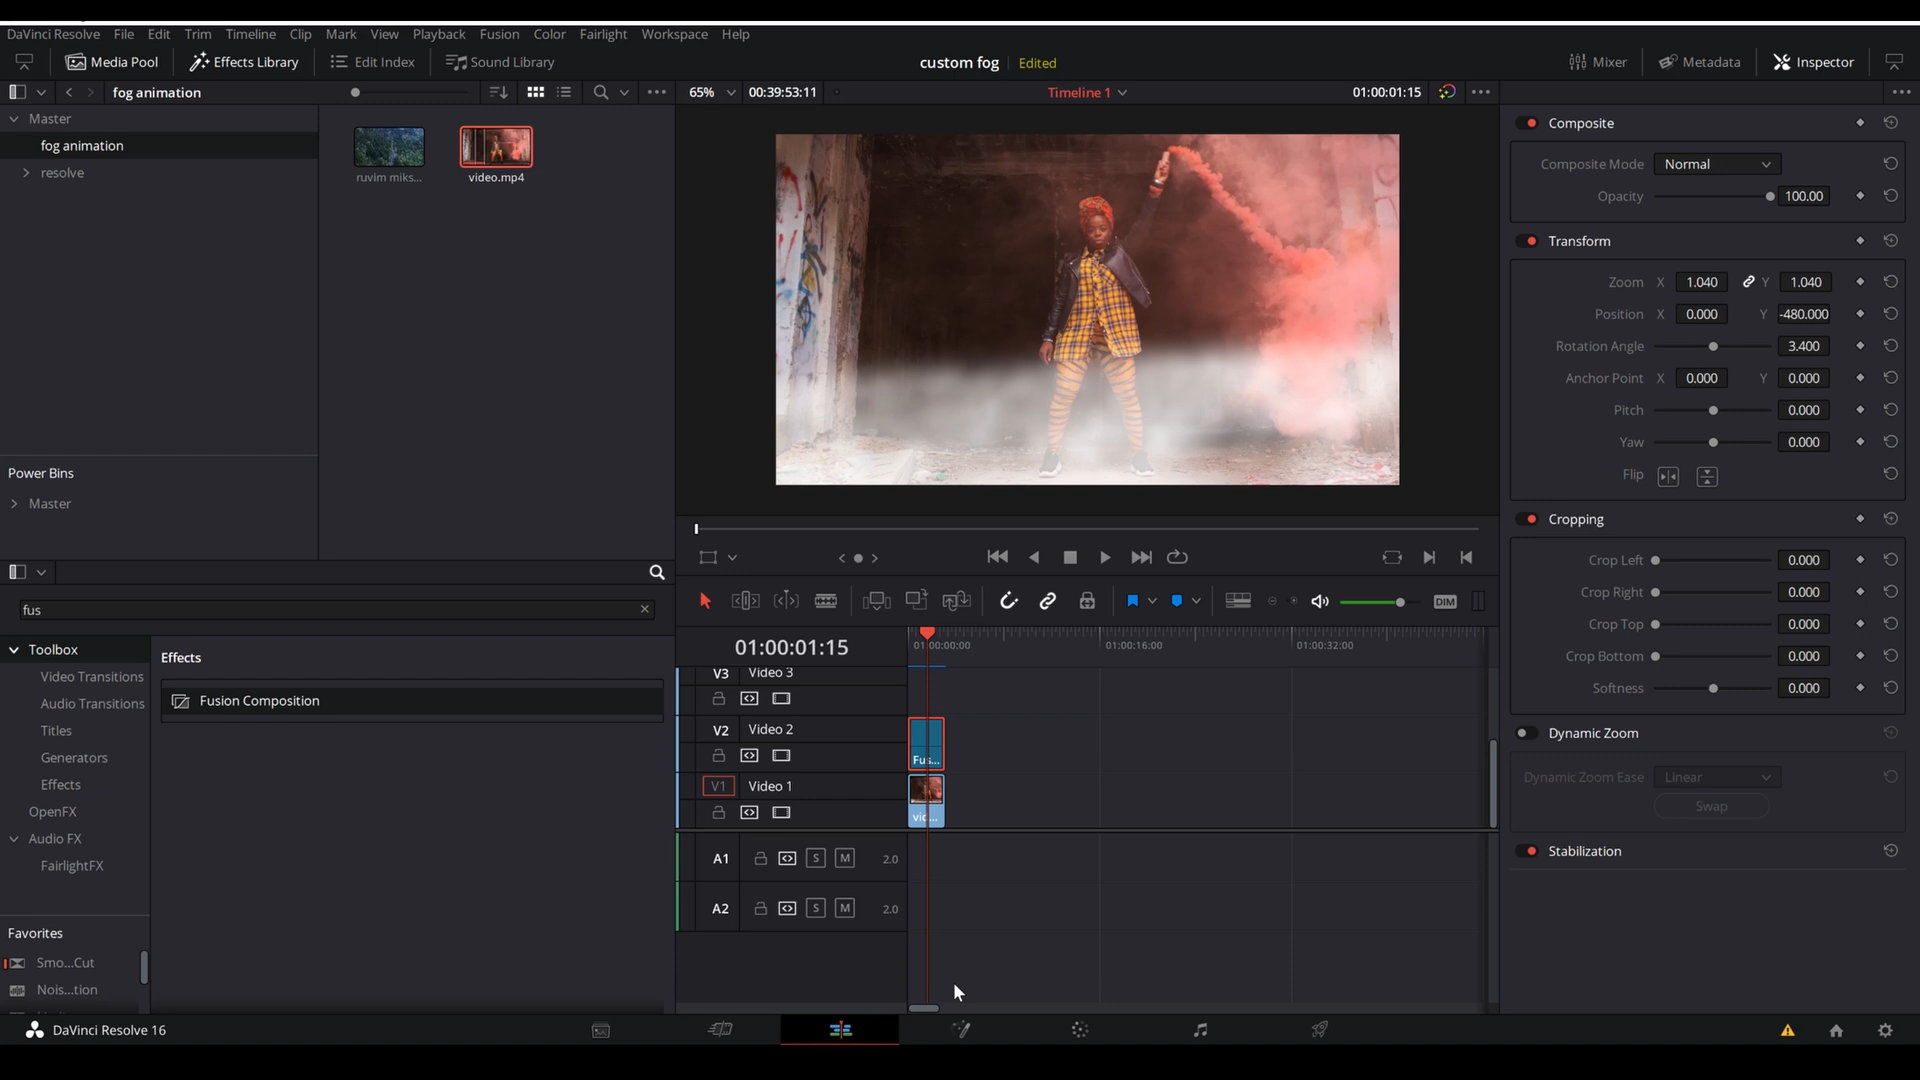 DaVinci Resolve File Edit Trim Timeline Clip Mark View Playback Fusion Color Fairlight Workspace Help
Media Pool Effects Library Edit Index Sound Library custom fog Edited Mixer Metadata Inspector
fog animation 65% 00:39:53:11 Timeline 1 01:00:01:15
Master
fog animation
resolve
ruvim miks...
video.mp4
Power Bins
Master
fus
Toolbox
Video Transitions
Audio Transitions
Titles
Generators
Effects
OpenFX
Audio FX
FairlightFX
Favorites
Smo...Cut
Nois...tion
Effects
Fusion Composition
DIM
01:00:01:15
01:00:00:00 01:00:16:00 01:00:32:00
V3 Video 3
V2 Video 2
Fus...
V1 Video 1
vid...
A1 S M 2.0
A2 S M 2.0
Composite
Composite Mode Normal
Opacity 100.00
Transform
Zoom X 1.040 Y 1.040
Position X 0.000 Y -480.000
Rotation Angle 3.400
Anchor Point X 0.000 Y 0.000
Pitch 0.000
Yaw 0.000
Flip
Cropping
Crop Left 0.000
Crop Right 0.000
Crop Top 0.000
Crop Bottom 0.000
Softness 0.000
Dynamic Zoom
Dynamic Zoom Ease Linear
Swap
Stabilization
DaVinci Resolve 16